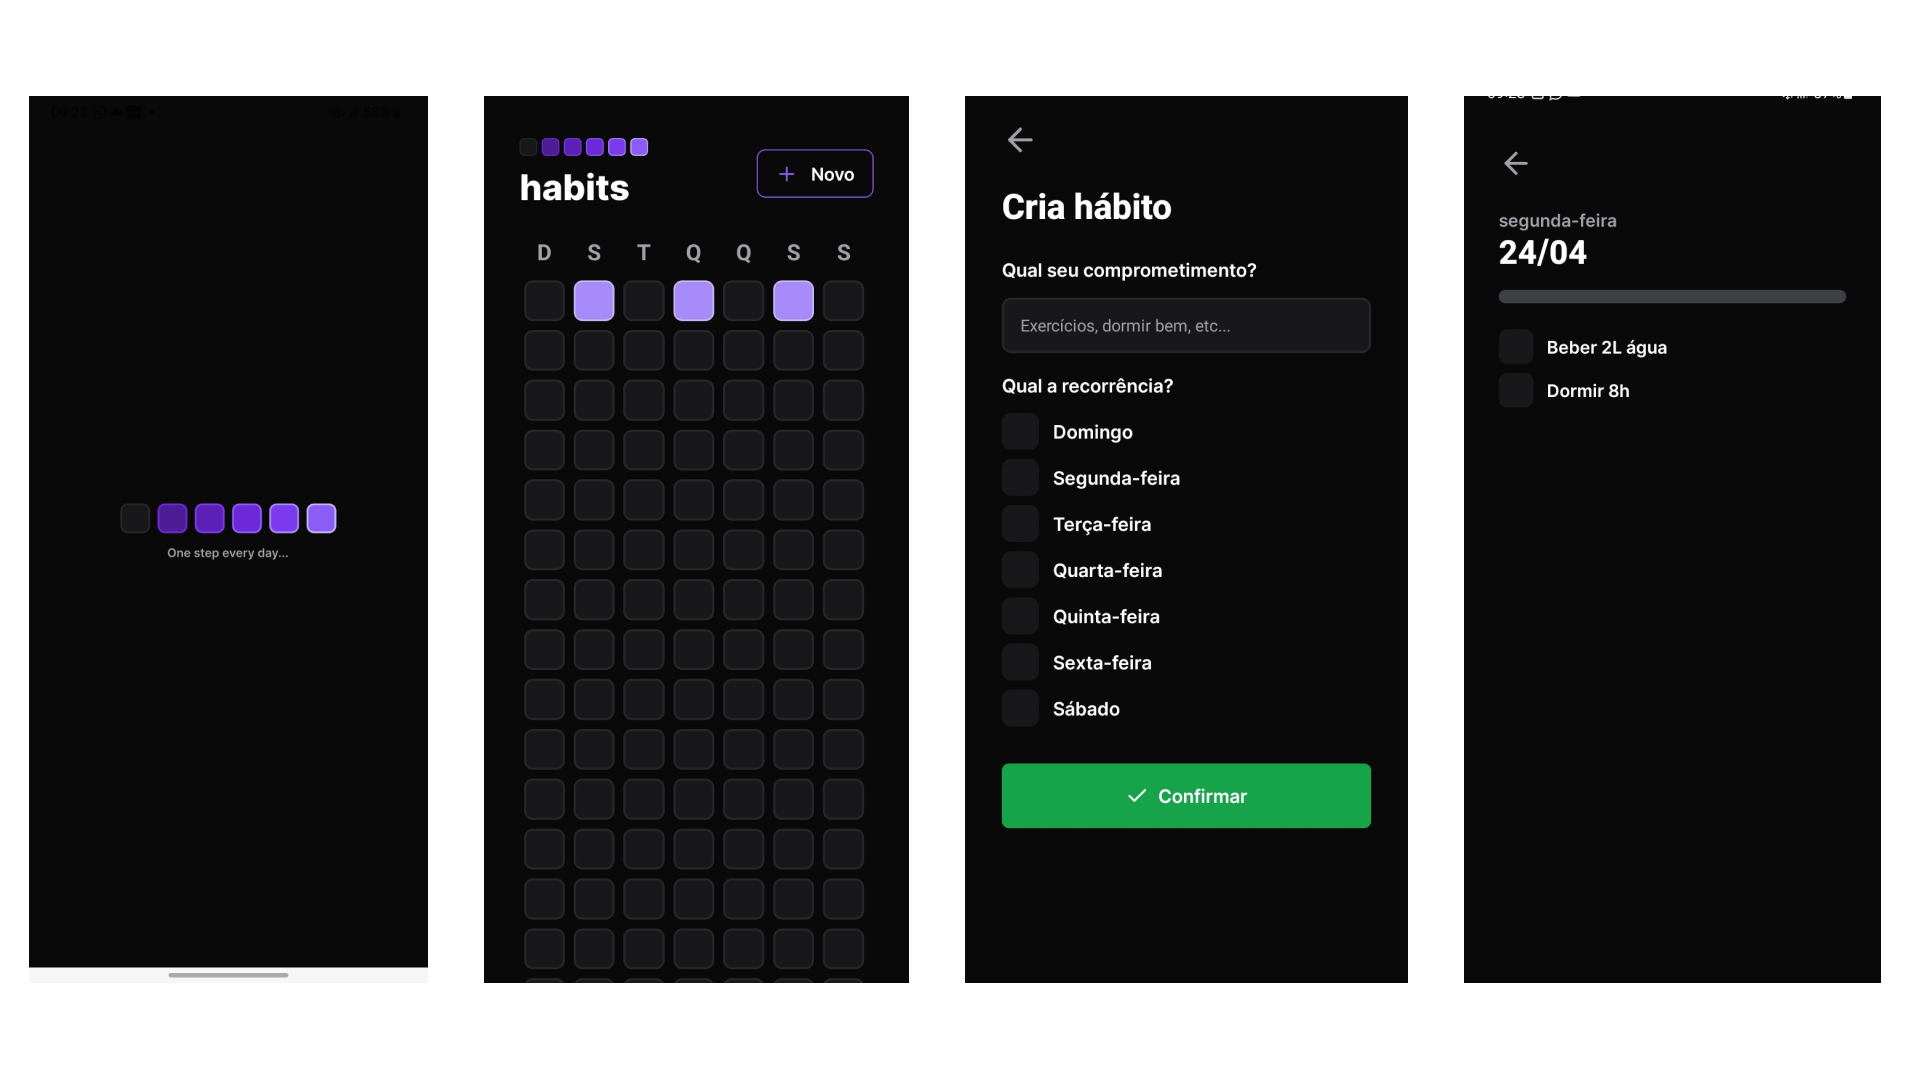 One step every day...
habits
+ Novo
D S T Q Q S S
Cria hábito
Qual seu comprometimento?
Exercícios, dormir bem, etc...
Qual a recorrência?
Domingo
Segunda-feira
Terça-feira
Quarta-feira
Quinta-feira
Sexta-feira
Sábado
Confirmar
segunda-feira
24/04
Beber 2L água
Dormir 8h